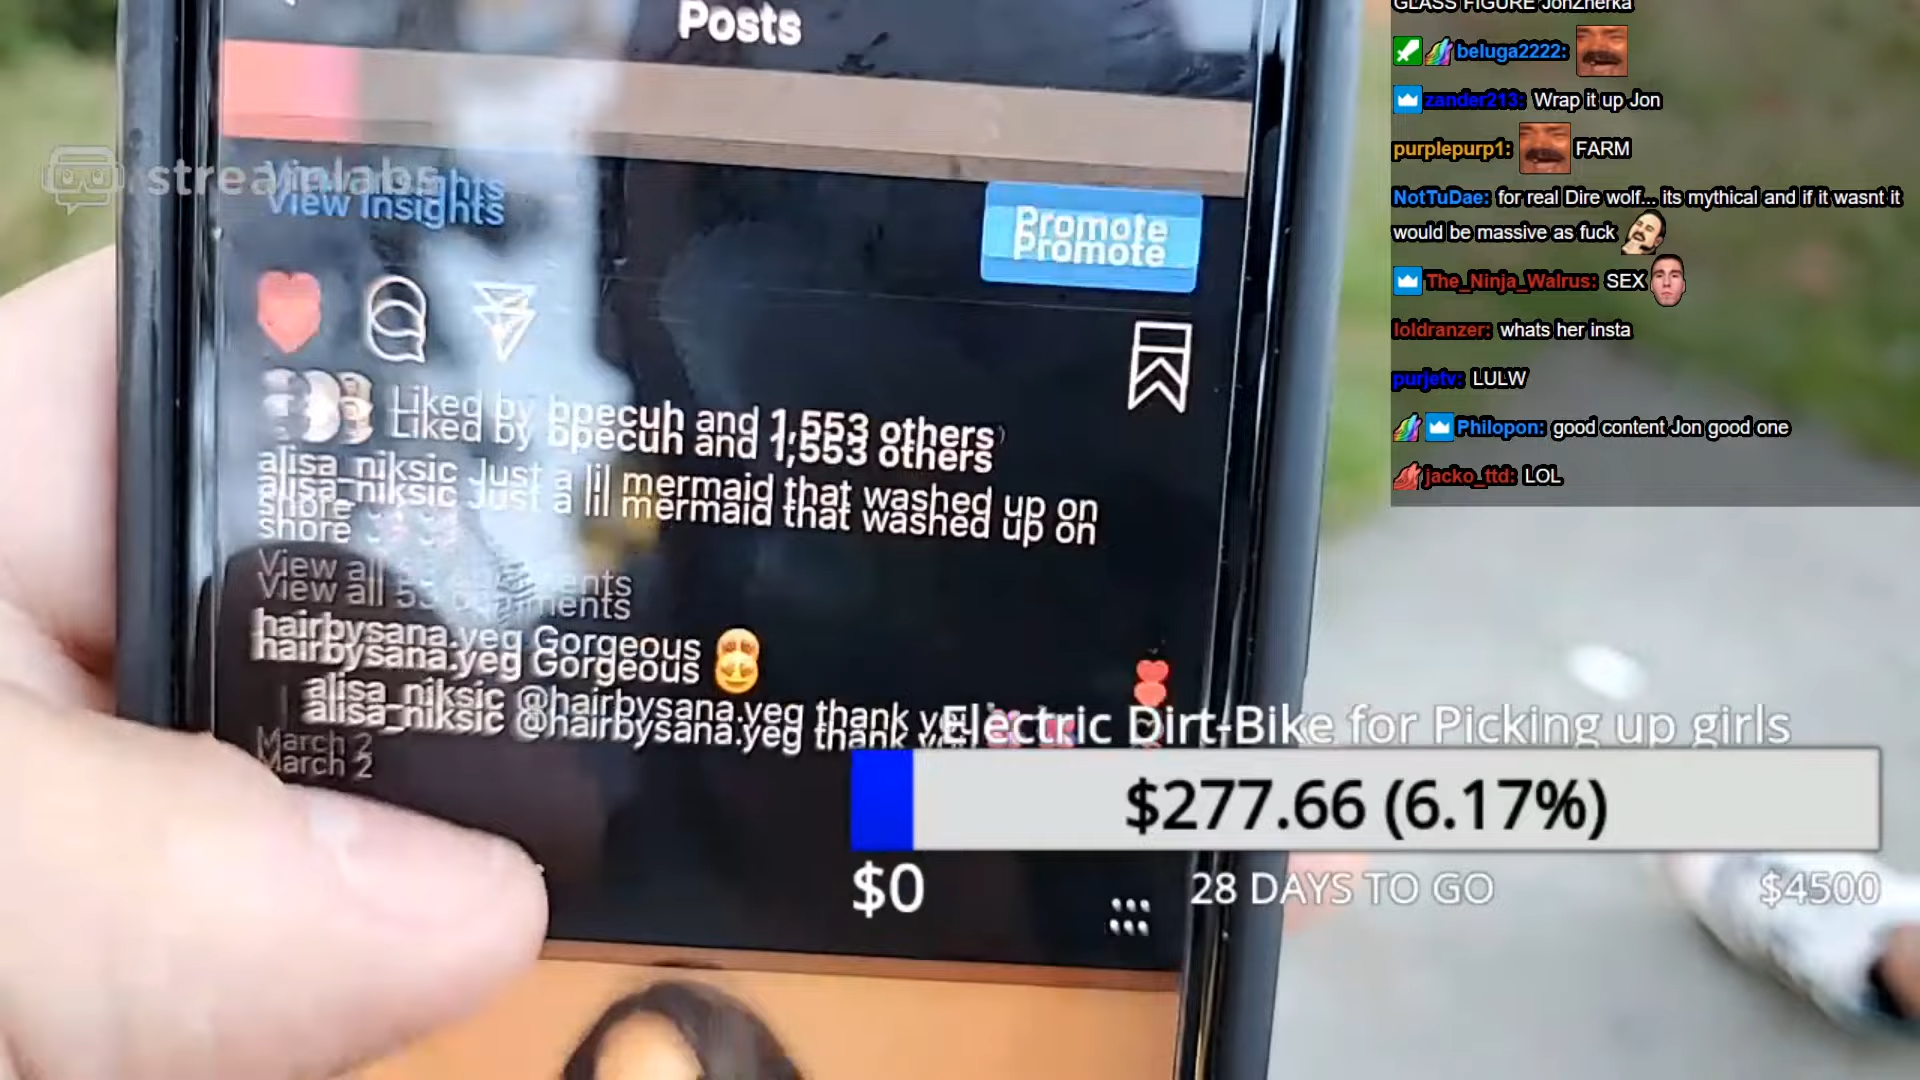 Posts
streamlabs
View Insights
Promote
Liked by bpecuh and 1,553 others
alisa_niksic Just a lil mermaid that washed up on
shore
View all comments
hairbysana.yeg Gorgeous
alisa_niksic @hairbysana.yeg thank
March 2
GLASS FIGURE JonZherka
beluga2222:
zander213: Wrap it up Jon
purplepurp1: FARM
NotTuDae: for real Dire wolf... its mythical and if it wasnt it
would be massive as fuck
The_Ninja_Walrus: SEX
loldranzer: whats her insta
purjetv: LULW
Philopon: good content Jon good one
jacko_ttd: LOL
Electric Dirt-Bike for Picking up girls
$277.66 (6.17%)
$0 28 DAYS TO GO $4500